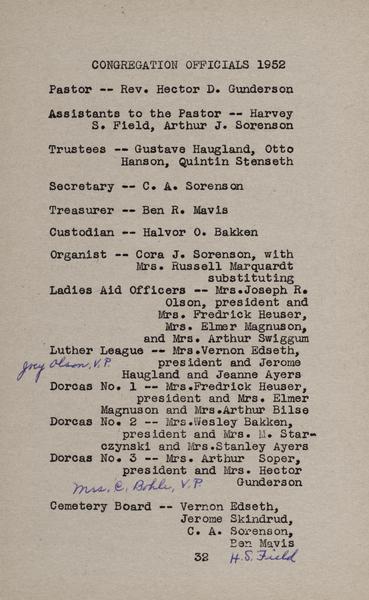 CONGREGATION OFFICIALS 1952
Pastor -- Rev. Hector D. Gunderson
Assistants to the Pastor -- Harvey
S. Field, Arthur J. Sorenson
Trustees -- Gustave Haugland, Otto
Hanson, Quintin Stenseth
Secretary -- C. A. Sorenson
Treasurer -- Ben R. Mavis
Custodian -- Halvor O. Bakken
Organist -- Cora J. Sorenson, with
Mrs. Russell Marquardt
substituting
Ladies Aid Officers -- Mrs.Joseph R.
Olson, president and
Mrs. Fredrick Heuser,
Mrs. Elmer Magnuson,
and Mrs. Arthur Swiggum
Luther League -- Mrs.Vernon Edseth,
Joey Olson, V.P. president and Jerome
Haugland and Jeanne Ayers
Dorcas No. 1 -- Mrs.Fredrick Heuser,
president and Mrs. Elmer
Magnuson and Mrs.Arthur Bilse
Dorcas No. 2 -- Mrs.Wesley Bakken,
president and Mrs. M. Star-
czynski and Mrs.Stanley Ayers
Dorcas No. 3 -- Mrs. Arthur Soper,
president and Mrs. Hector
Gunderson
Mrs. C. Bohle, V.P.
Cemetery Board -- Vernon Edseth,
Jerome Skindrud,
C. A. Sorenson,
Ben Mavis
32 H.S. Field